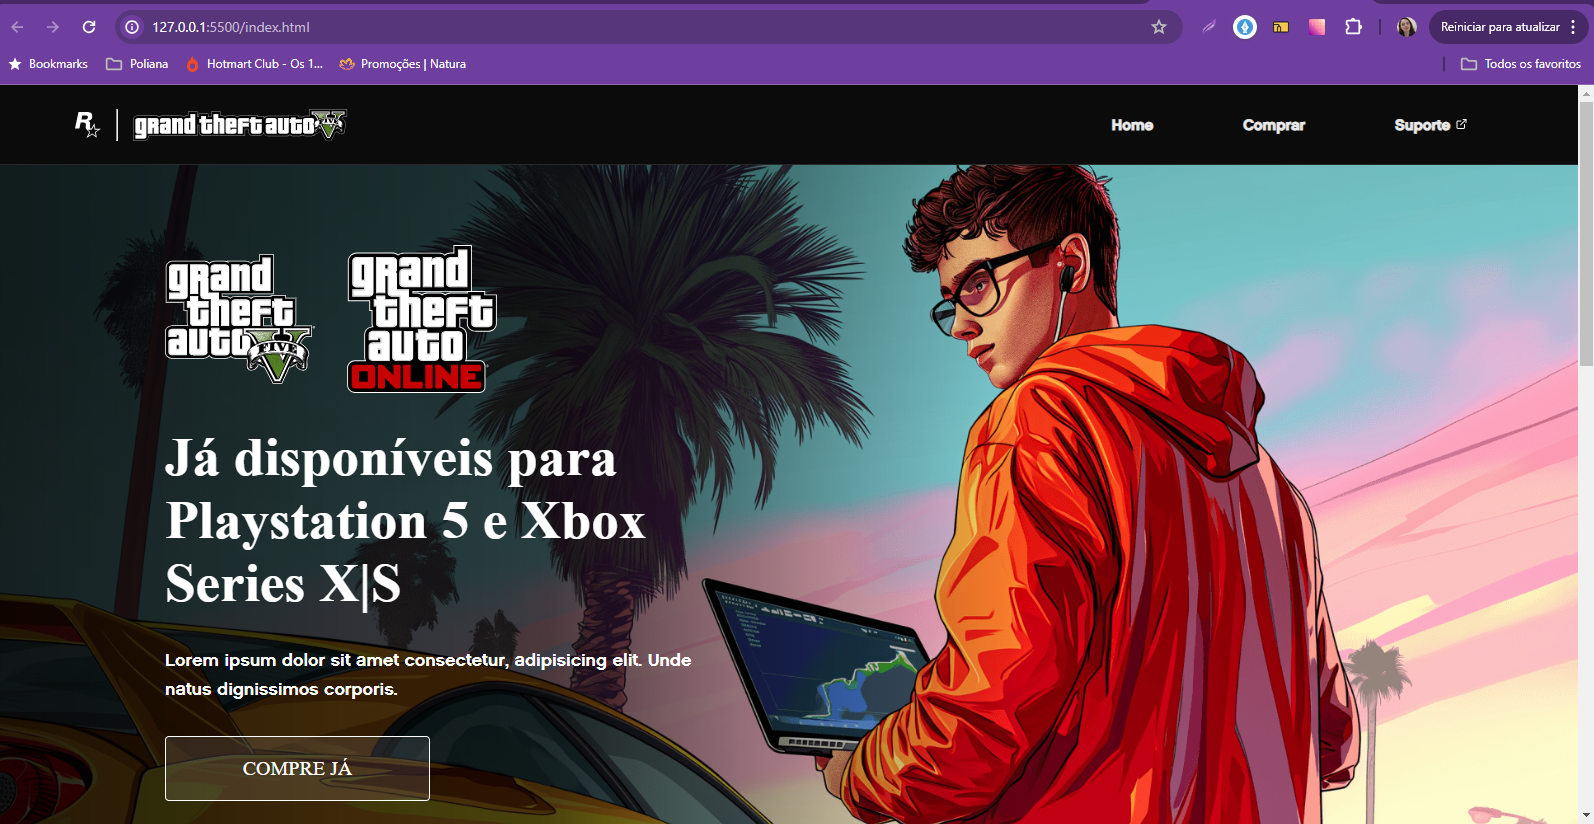 127.0.0.1:5500/index.html
Reiniciar para atualizar
Bookmarks
Poliana
Hotmart Club - Os 1...
Promoções | Natura
Todos os favoritos
R
grand theft auto V
FIVE
Home
Comprar
Suporte
grand
theft
auto V
FIVE
grand
theft
auto
ONLINE
Já disponíveis para
Playstation 5 e Xbox
Series X|S
Lorem ipsum dolor sit amet consectetur, adipisicing elit. Unde
natus dignissimos corporis.
COMPRE JÁ